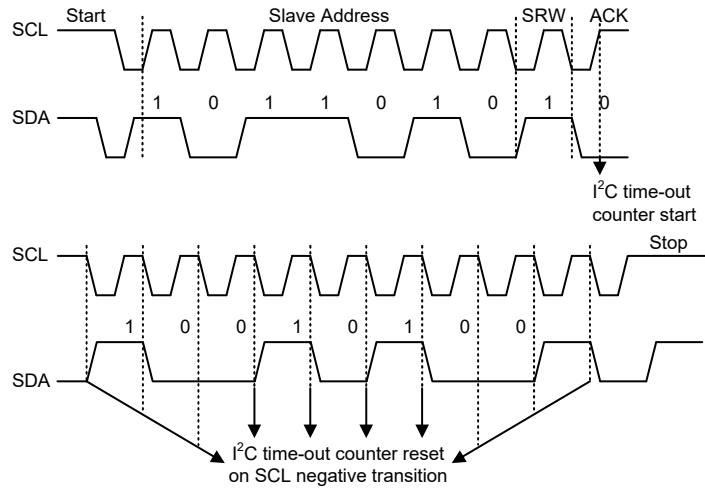 Start Slave Address SRW ACK
SCL
1 0 1 1 0 1 0 1 0
SDA
I²C time-out
counter start
Stop
SCL
1 0 0 1 0 1 0 0
SDA
I²C time-out counter reset
on SCL negative transition